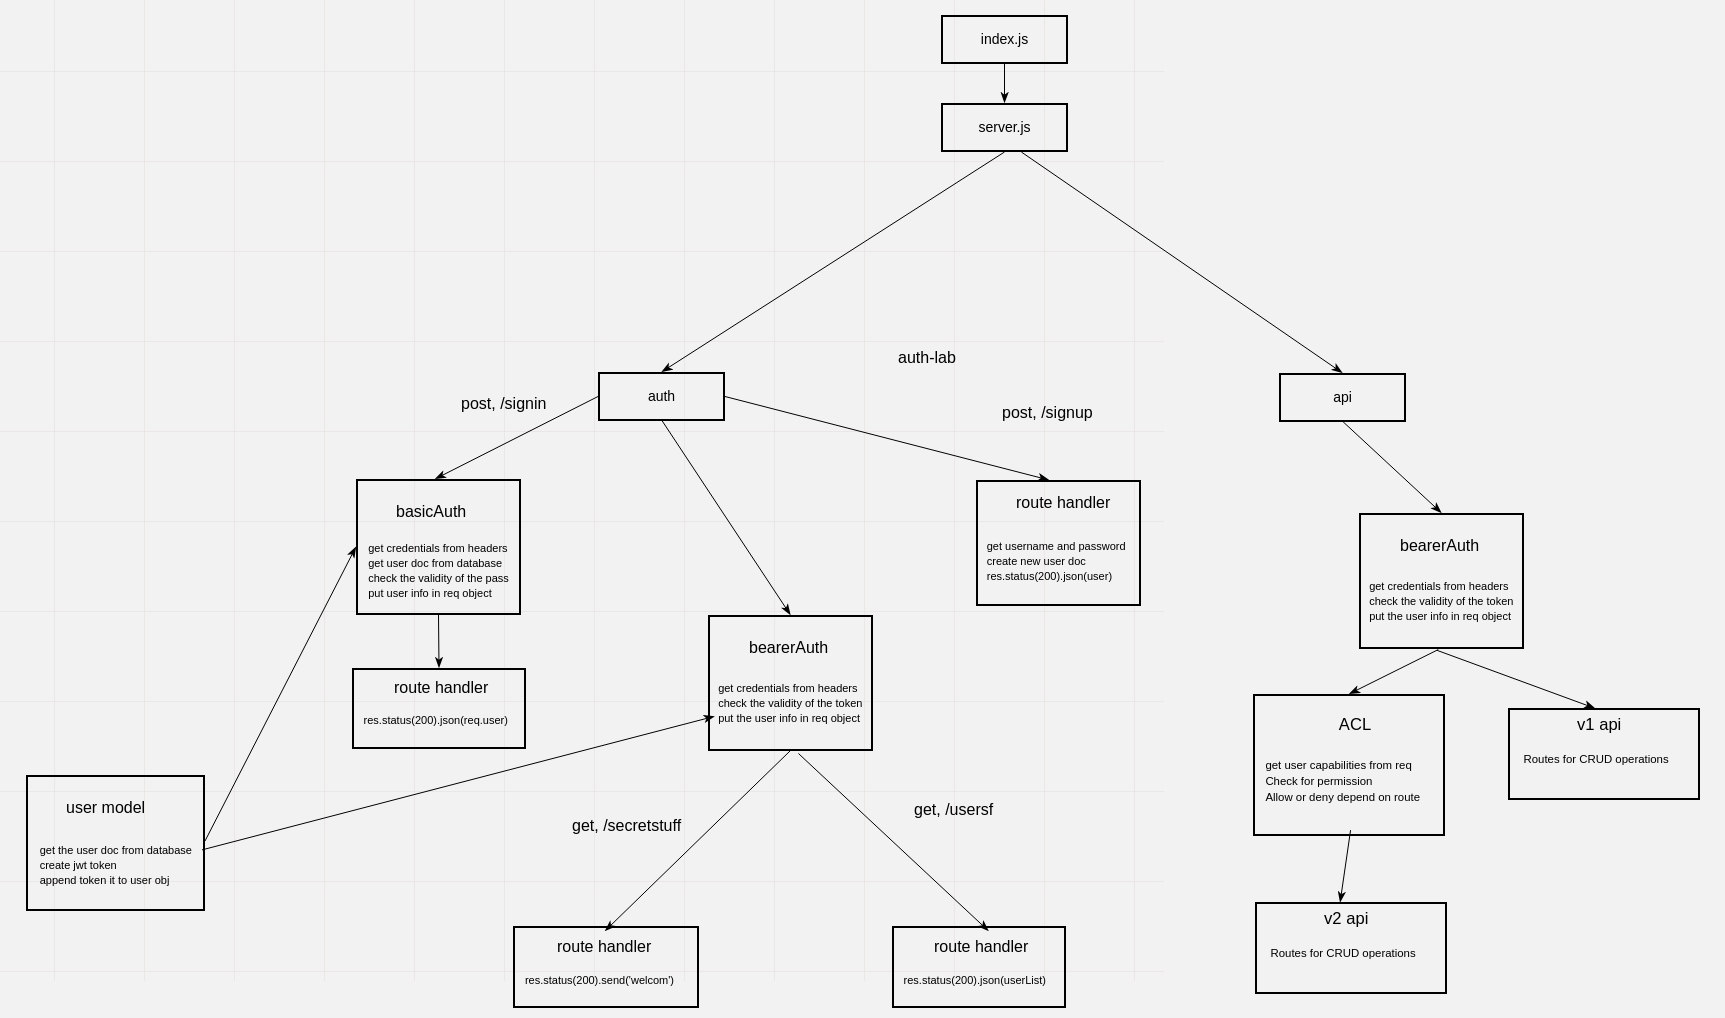 index.js
server.js
auth-lab
auth
api
post, /signin
post, /signup
basicAuth
get credentials from headers
get user doc from database
check the validity of the pass
put user info in req object
route handler
get username and password
create new user doc
res.status(200).json(user)
bearerAuth
get credentials from headers
check the validity of the token
put the user info in req object
route handler
res.status(200).json(req.user)
bearerAuth
get credentials from headers
check the validity of the token
put the user info in req object
ACL
get user capabilities from req
Check for permission
Allow or deny depend on route
v1 api
Routes for CRUD operations
user model
get the user doc from database
create jwt token
append token it to user obj
get, /secretstuff
get, /usersf
route handler
res.status(200).send('welcom')
route handler
res.status(200).json(userList)
v2 api
Routes for CRUD operations